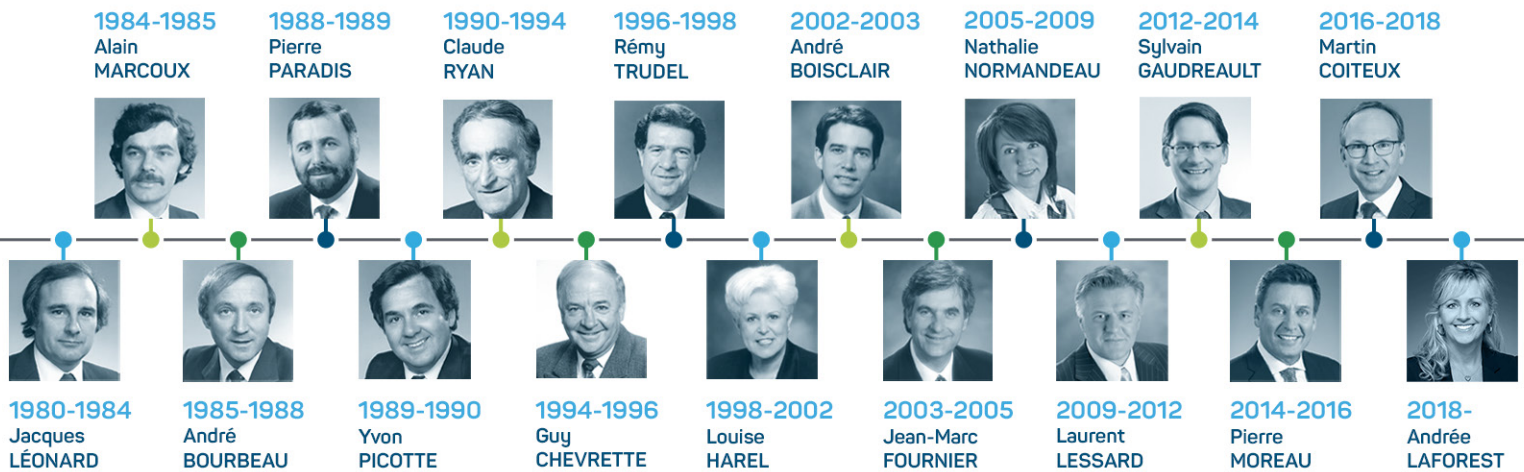 1984-1985
Alain
MARCOUX
1988-1989
Pierre
PARADIS
1990-1994
Claude
RYAN
1996-1998
Rémy
TRUDEL
2002-2003
André
BOISCLAIR
2005-2009
Nathalie
NORMANDEAU
2012-2014
Sylvain
GAUDREAULT
2016-2018
Martin
COITEUX
1980-1984
Jacques
LÉONARD
1985-1988
André
BOURBEAU
1989-1990
Yvon
PICOTTE
1994-1996
Guy
CHEVRETTE
1998-2002
Louise
HAREL
2003-2005
Jean-Marc
FOURNIER
2009-2012
Laurent
LESSARD
2014-2016
Pierre
MOREAU
2018-
Andrée
LAFOREST